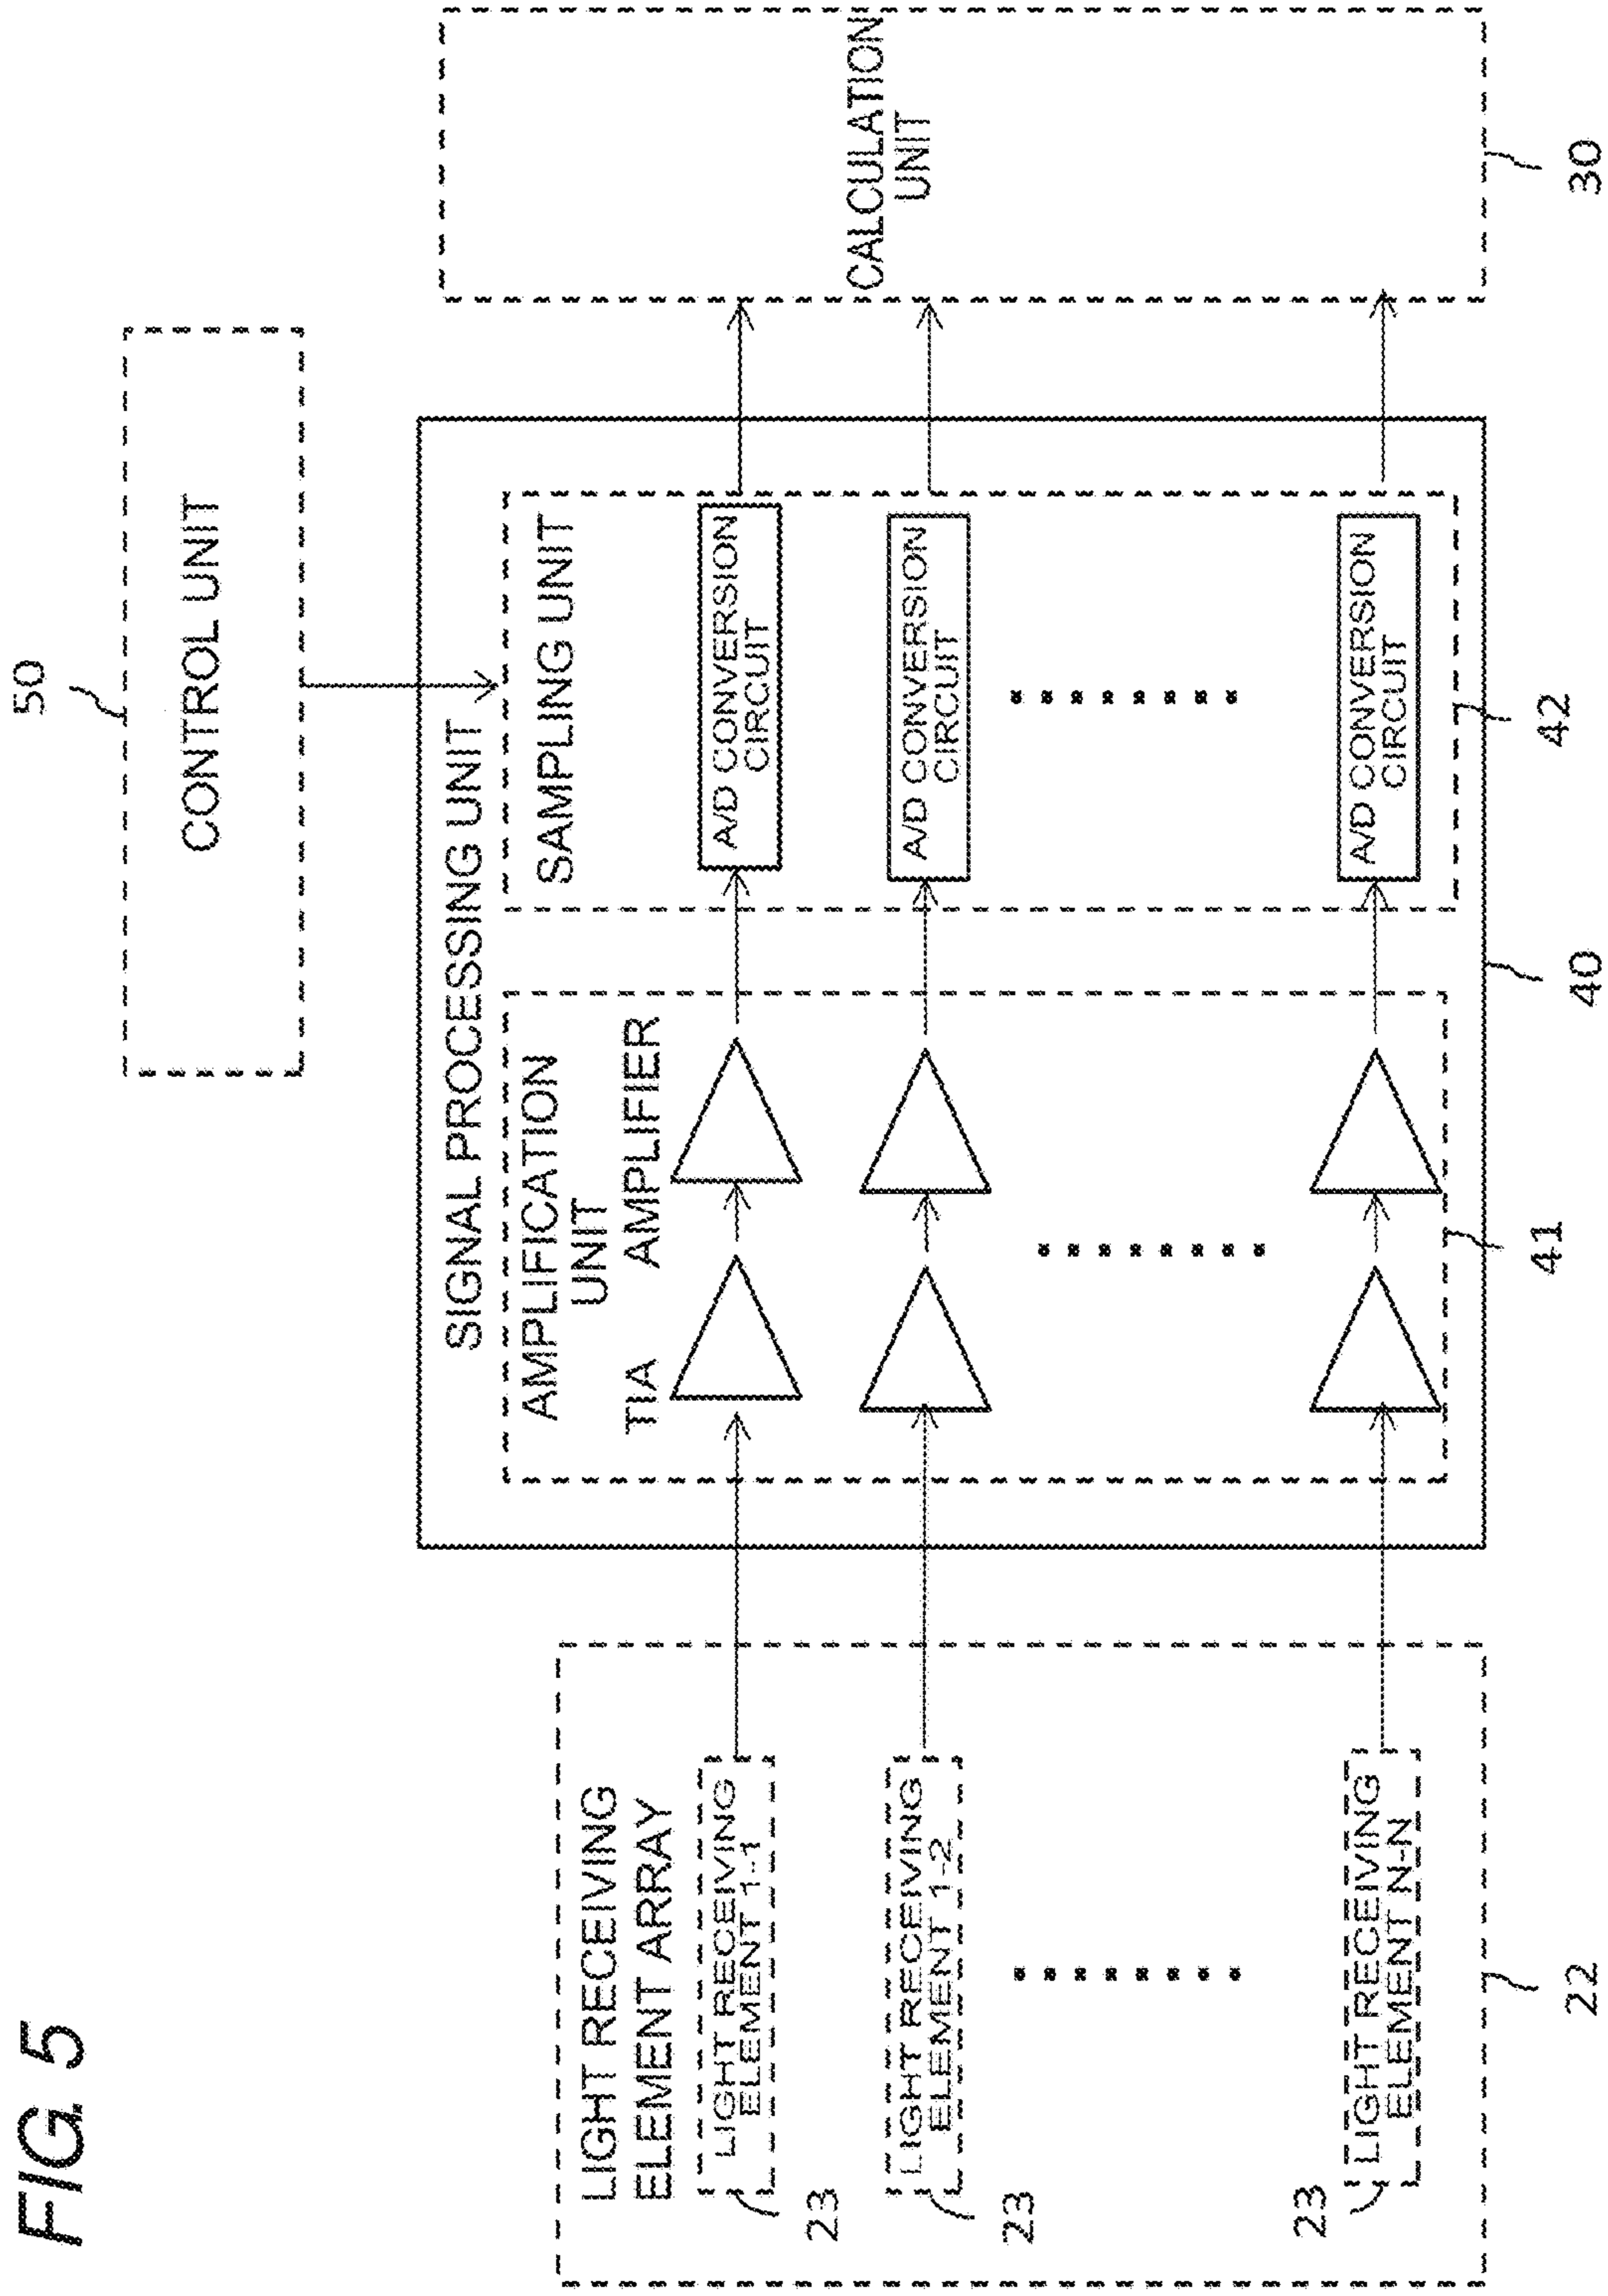 FIG. 5
50
CONTROL UNIT
LIGHT RECEIVING
ELEMENT ARRAY
LIGHT RECEIVING
ELEMENT 1-1
23
LIGHT RECEIVING
ELEMENT 1-2
23
LIGHT RECEIVING
ELEMENT N-N
23
22
SIGNAL PROCESSING UNIT
AMPLIFICATION
UNIT
TIA
AMPLIFIER
41
SAMPLING UNIT
A/D CONVERSION
CIRCUIT
A/D CONVERSION
CIRCUIT
A/D CONVERSION
CIRCUIT
42
40
CALCULATION
UNIT
30